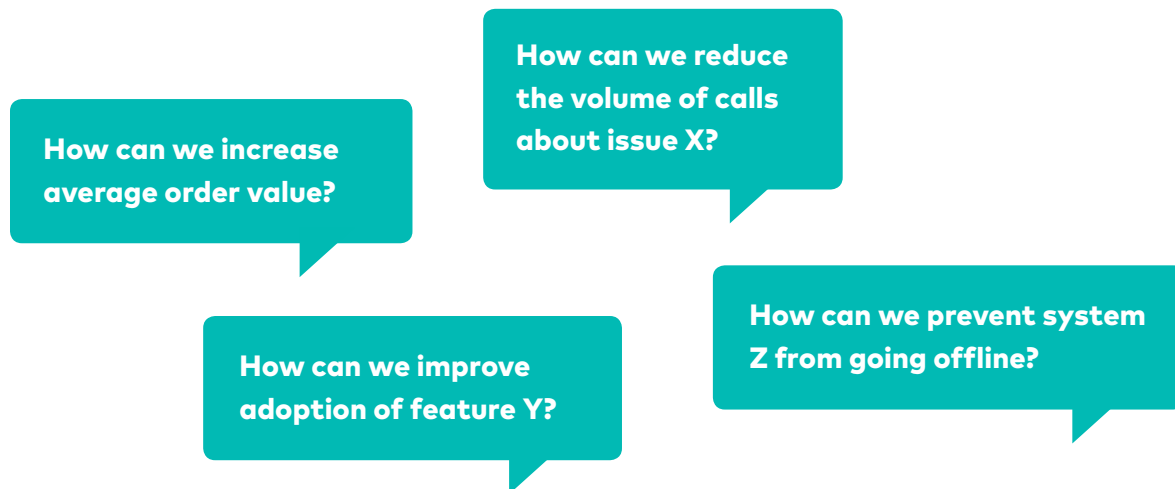 How can we reduce
the volume of calls
about issue X?
How can we increase
average order value?
How can we prevent system
Z from going offline?
How can we improve
adoption of feature Y?